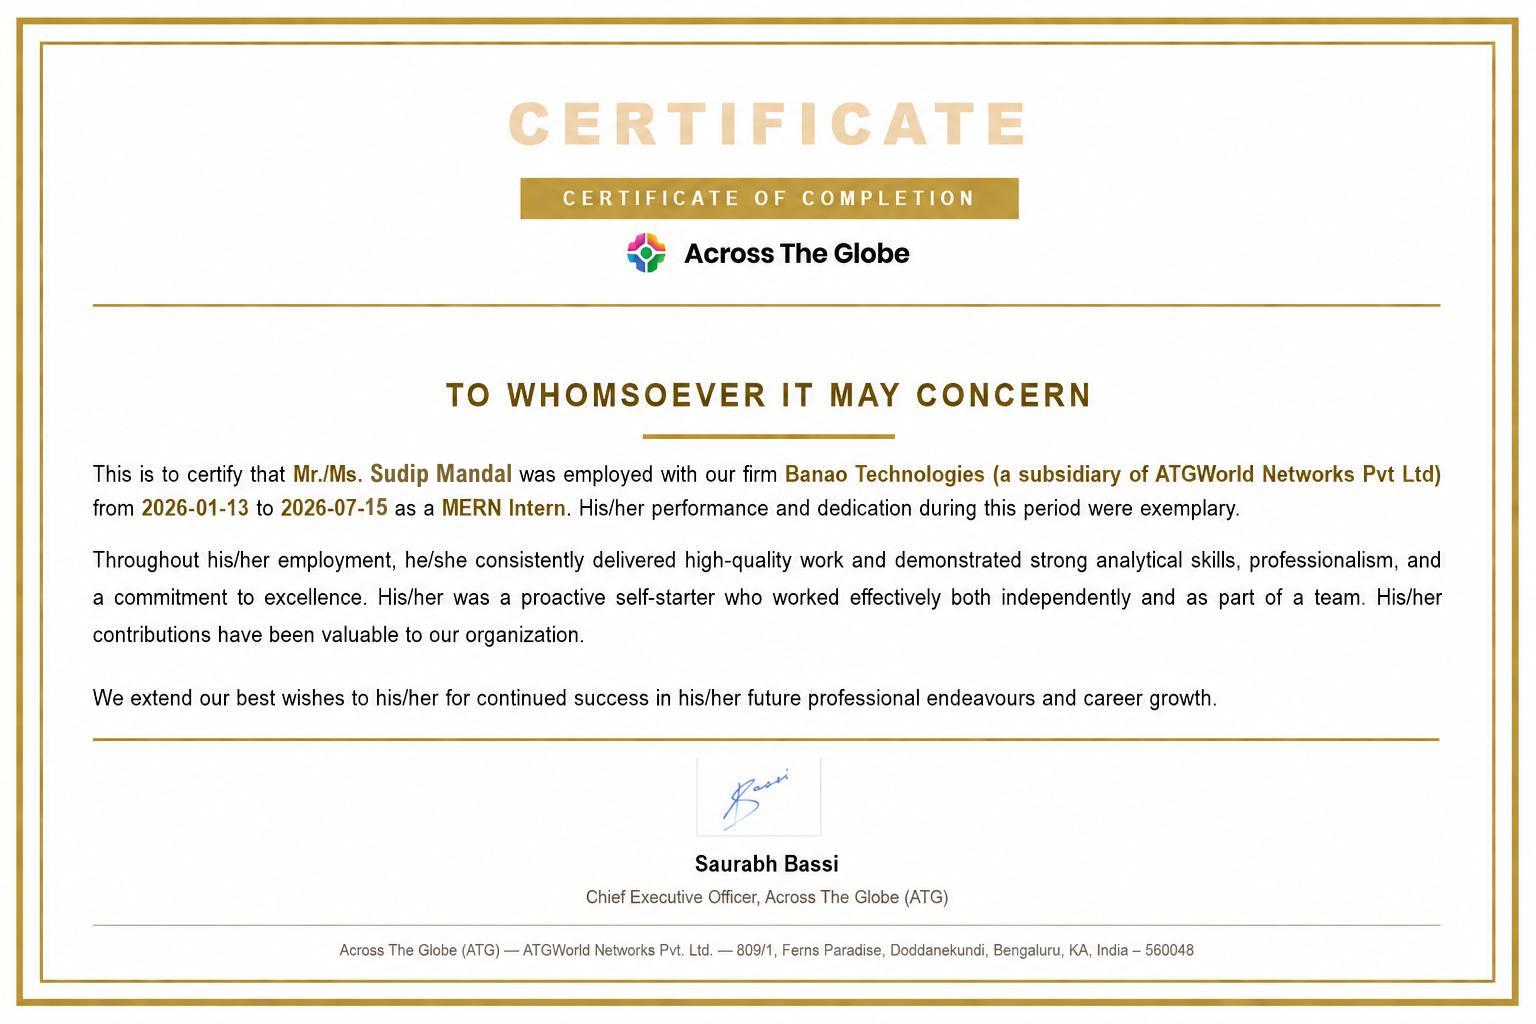 CERTIFICATE
CERTIFICATE OF COMPLETION
Across The Globe
TO WHOMSOEVER IT MAY CONCERN
This is to certify that Mr./Ms. Sudip Mandal was employed with our firm Banao Technologies (a subsidiary of ATGWorld Networks Pvt Ltd)
from 2026-01-13 to 2026-07-15 as a MERN Intern. His/her performance and dedication during this period were exemplary.
Throughout his/her employment, he/she consistently delivered high-quality work and demonstrated strong analytical skills, professionalism, and
a commitment to excellence. His/her was a proactive self-starter who worked effectively both independently and as part of a team. His/her
contributions have been valuable to our organization.
We extend our best wishes to his/her for continued success in his/her future professional endeavours and career growth.
Bassi
Saurabh Bassi
Chief Executive Officer, Across The Globe (ATG)
Across The Globe (ATG) — ATGWorld Networks Pvt. Ltd. — 809/1, Ferns Paradise, Doddanekundi, Bengaluru, KA, India – 560048